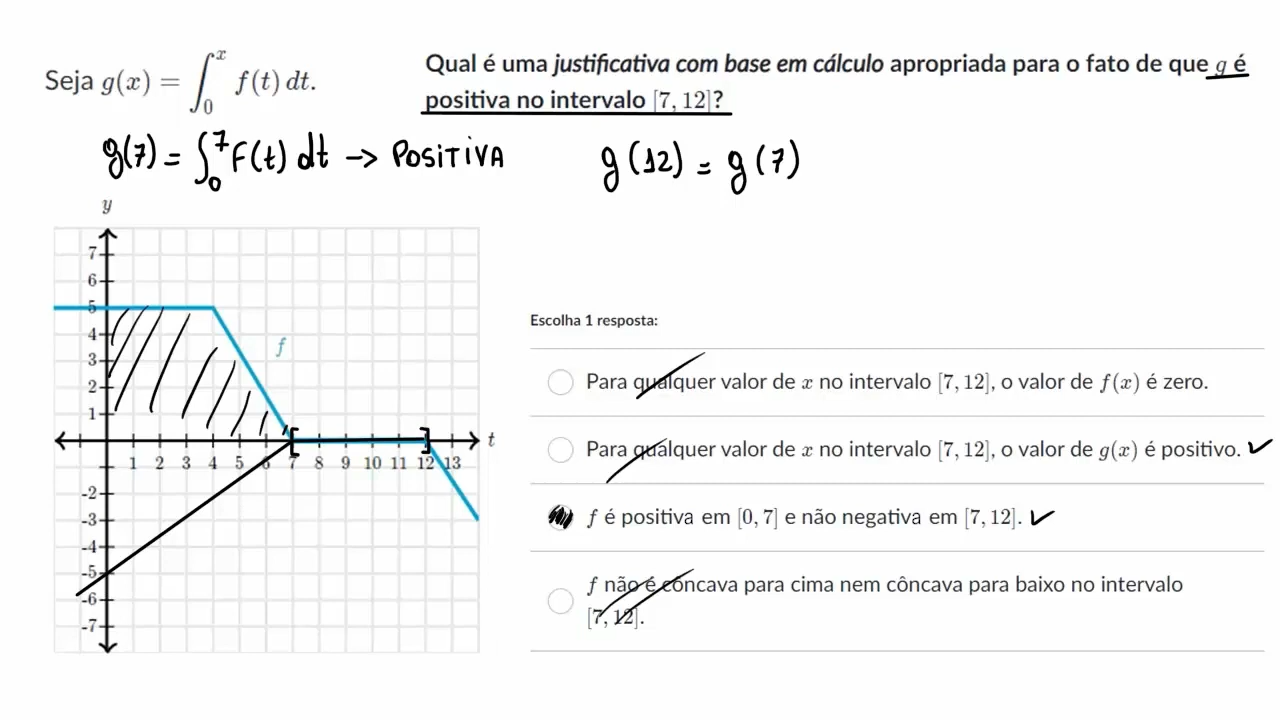 Seja g(x) = ∫₀ˣ f(t) dt.
Qual é uma justificativa com base em cálculo apropriada para o fato de que g é
positiva no intervalo [7, 12]?
g(7) = ∫₀⁷ F(t) dt → POSITIVA
g(12) = g(7)
y
7
6
5
4
3
2
1
f
t
1 2 3 4 5 6 7 8 9 10 11 12 13
-2
-3
-4
-5
-6
-7
Escolha 1 resposta:
Para qualquer valor de x no intervalo [7, 12], o valor de f(x) é zero.
Para qualquer valor de x no intervalo [7, 12], o valor de g(x) é positivo.
f é positiva em [0, 7] e não negativa em [7, 12].
f não é côncava para cima nem côncava para baixo no intervalo
[7, 12].